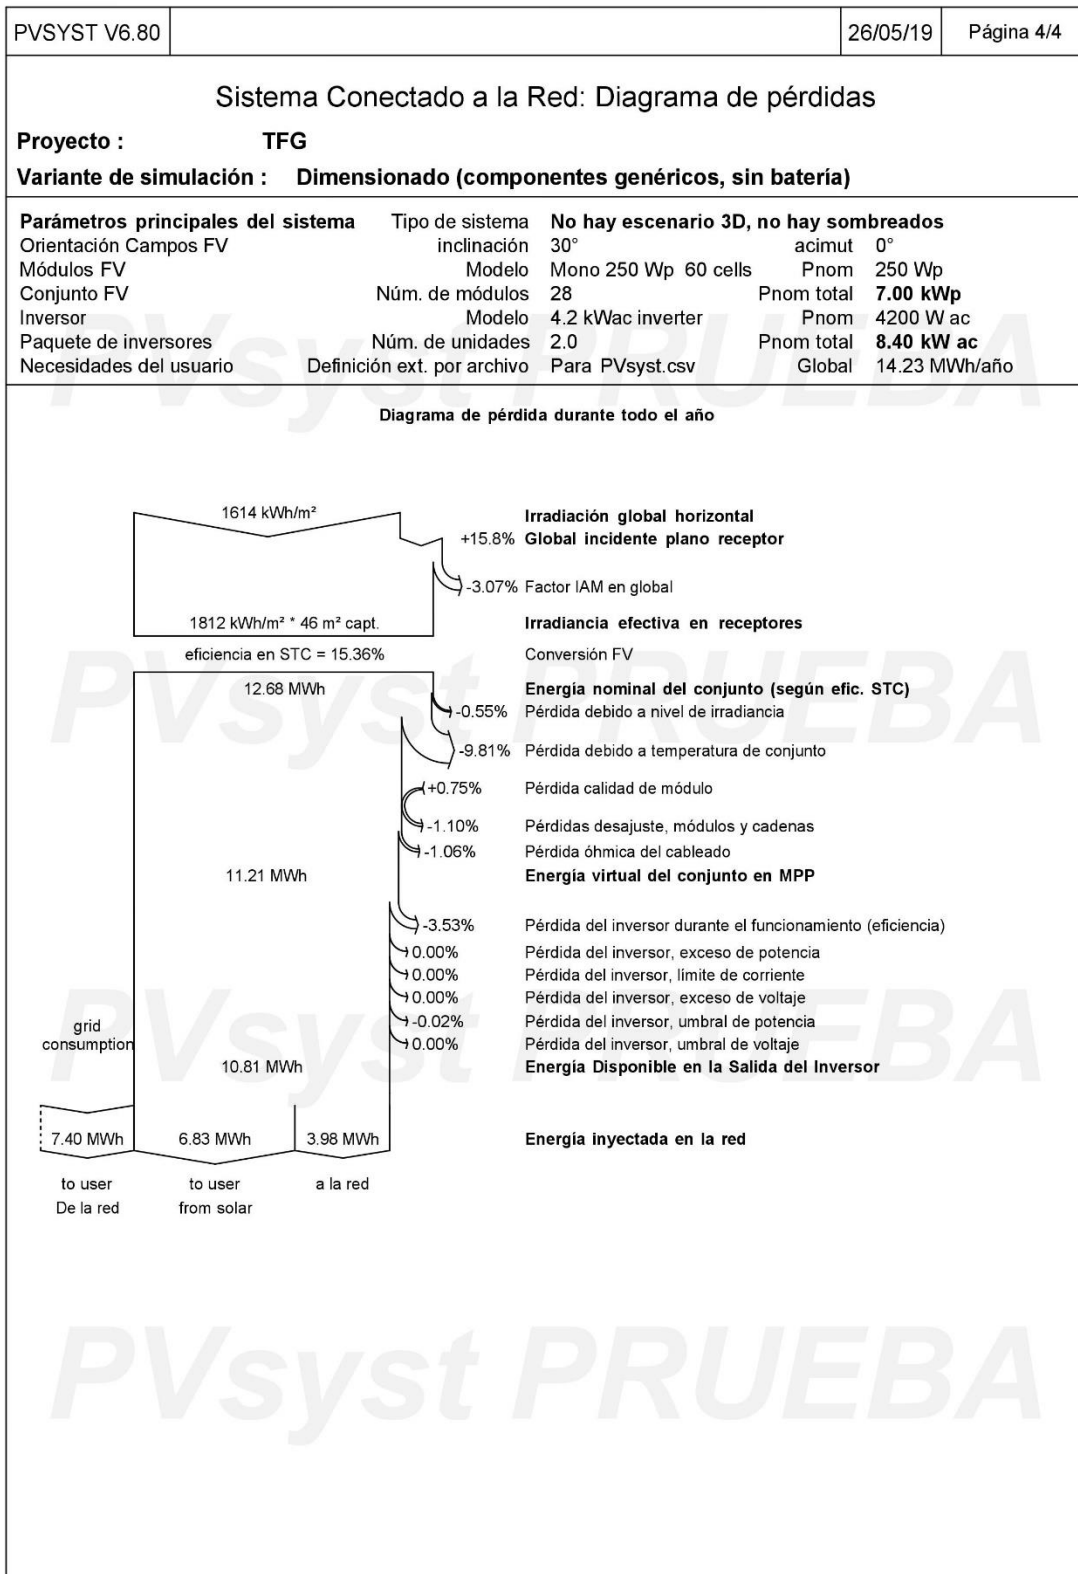 PVSYST V6.80 26/05/19 Página 4/4
Sistema Conectado a la Red: Diagrama de pérdidas
Proyecto : TFG
Variante de simulación : Dimensionado (componentes genéricos, sin batería)
Parámetros principales del sistema Tipo de sistema No hay escenario 3D, no hay sombreados
Orientación Campos FV inclinación 30° acimut 0°
Módulos FV Modelo Mono 250 Wp 60 cells Pnom 250 Wp
Conjunto FV Núm. de módulos 28 Pnom total 7.00 kWp
Inversor Modelo 4.2 kWac inverter Pnom 4200 W ac
Paquete de inversores Núm. de unidades 2.0 Pnom total 8.40 kW ac
Necesidades del usuario Definición ext. por archivo Para PVsyst.csv Global 14.23 MWh/año
PVsyst PRUEBA
Diagrama de pérdida durante todo el año
1614 kWh/m² Irradiación global horizontal
+15.8% Global incidente plano receptor
-3.07% Factor IAM en global
1812 kWh/m² * 46 m² capt. Irradiancia efectiva en receptores
eficiencia en STC = 15.36% Conversión FV
12.68 MWh Energía nominal del conjunto (según efic. STC)
PVsyst PRUEBA
-0.55% Pérdida debido a nivel de irradiancia
-9.81% Pérdida debido a temperatura de conjunto
+0.75% Pérdida calidad de módulo
-1.10% Pérdidas desajuste, módulos y cadenas
-1.06% Pérdida óhmica del cableado
11.21 MWh Energía virtual del conjunto en MPP
-3.53% Pérdida del inversor durante el funcionamiento (eficiencia)
0.00% Pérdida del inversor, exceso de potencia
0.00% Pérdida del inversor, límite de corriente
0.00% Pérdida del inversor, exceso de voltaje
-0.02% Pérdida del inversor, umbral de potencia
0.00% Pérdida del inversor, umbral de voltaje
grid
consumption
PVsyst PRUEBA
10.81 MWh Energía Disponible en la Salida del Inversor
7.40 MWh 6.83 MWh 3.98 MWh Energía inyectada en la red
to user to user a la red
De la red from solar
PVsyst PRUEBA